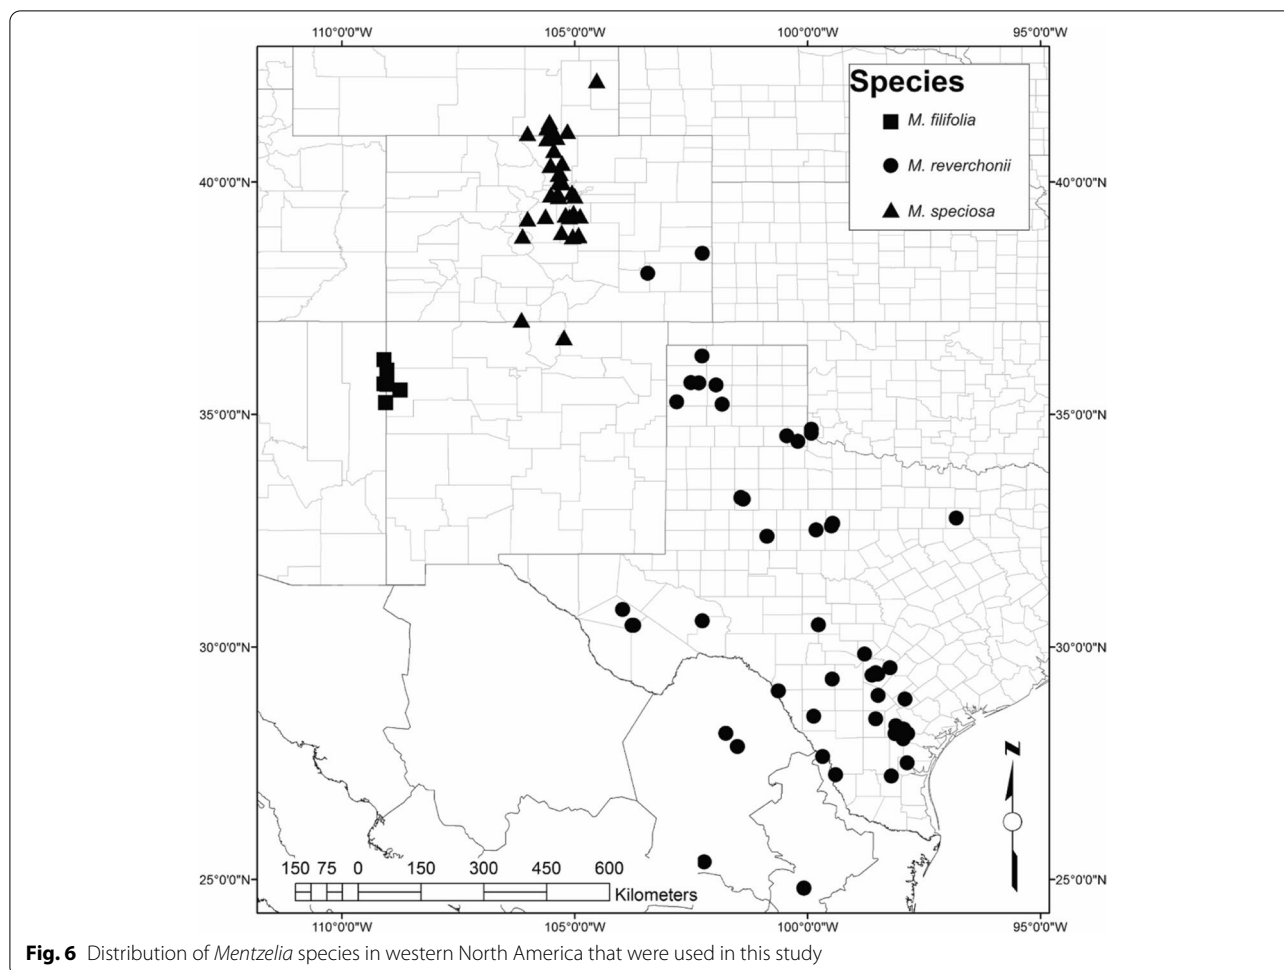 110°0'0"W 105°0'0"W 100°0'0"W 95°0'0"W
Species
M. filifolia
M. reverchonii
M. speciosa
40°0'0"N 40°0'0"N
35°0'0"N 35°0'0"N
30°0'0"N 30°0'0"N
N
150 75 0 150 300 450 600
Kilometers
25°0'0"N 25°0'0"N
110°0'0"W 105°0'0"W 100°0'0"W 95°0'0"W
Fig. 6 Distribution of Mentzelia species in western North America that were used in this study